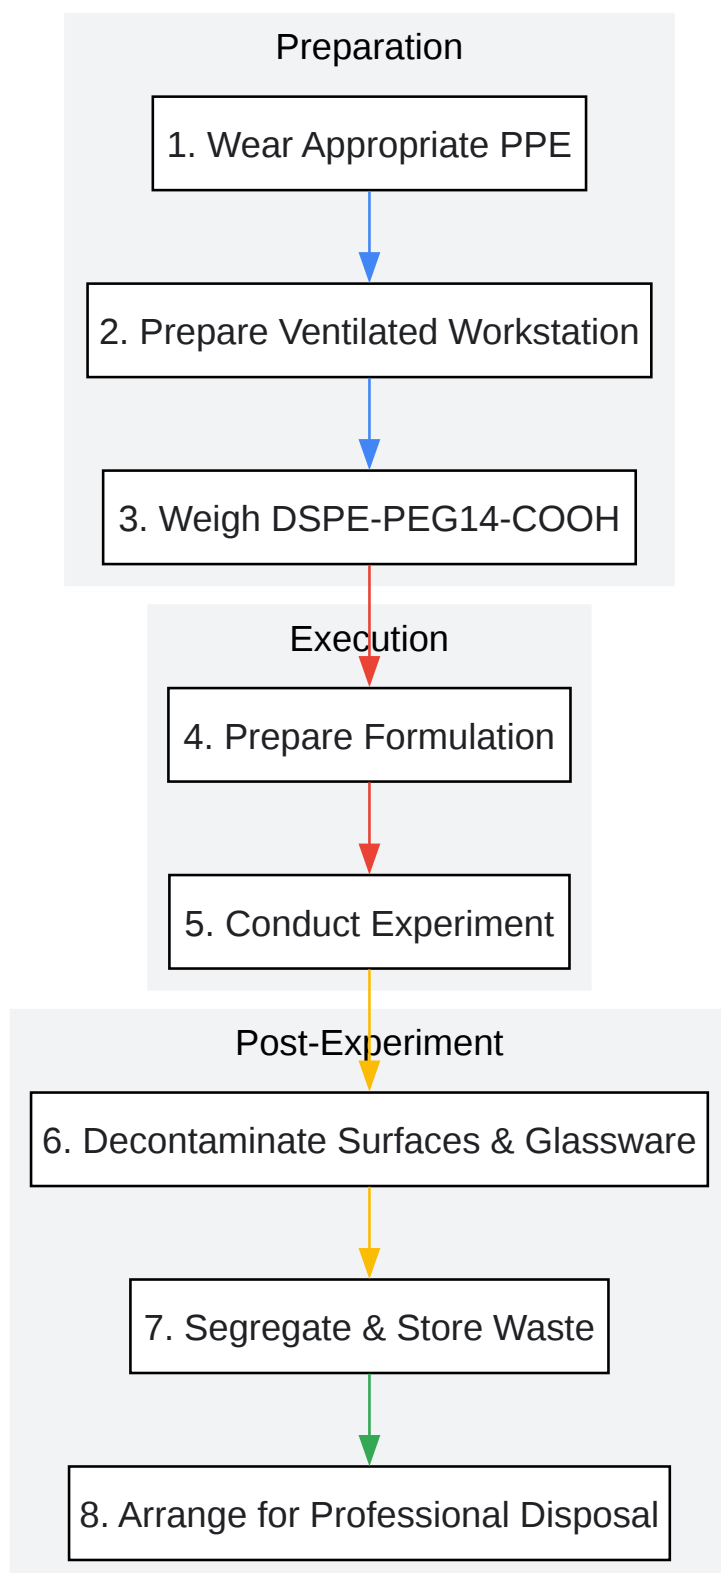 Preparation
1. Wear Appropriate PPE
2. Prepare Ventilated Workstation
3. Weigh DSPE-PEG14-COOH
Execution
4. Prepare Formulation
5. Conduct Experiment
Post-Experiment
6. Decontaminate Surfaces & Glassware
7. Segregate & Store Waste
8. Arrange for Professional Disposal